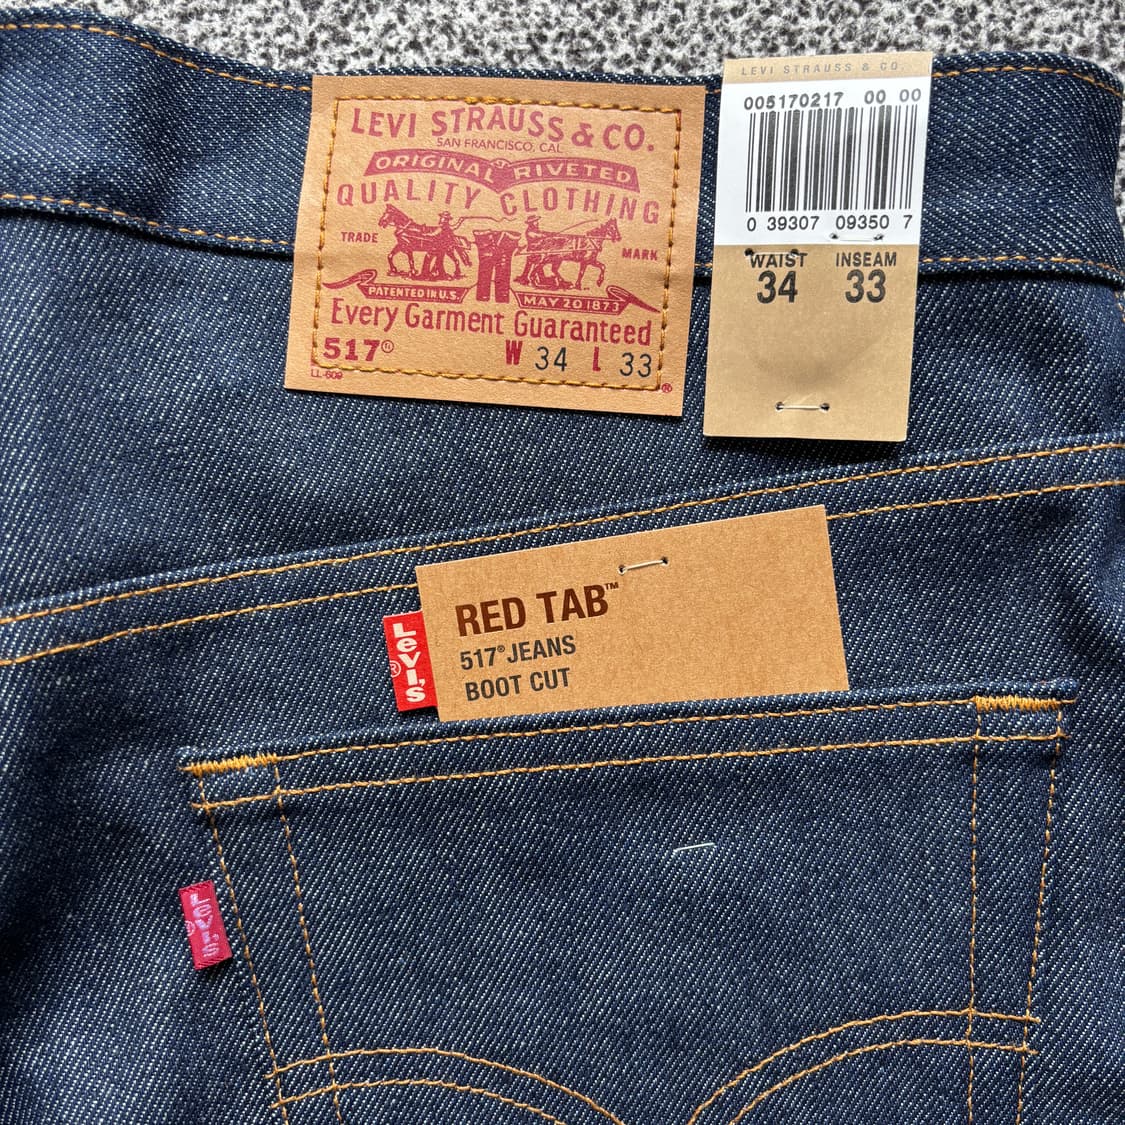 LEVI STRAUSS & CO.
SAN FRANCISCO, CAL
ORIGINAL RIVETED
QUALITY CLOTHING
TRADE MARK
PATENTED IN U.S. MAY 20 1873
Every Garment Guaranteed
517® W 34 L 33
LL-609 ®
LEVI STRAUSS & CO.
005170217 00 00
0 39307 09350 7
WAIST INSEAM
34 33
RED TAB™
517® JEANS
BOOT CUT
Levi's®
Levi's®